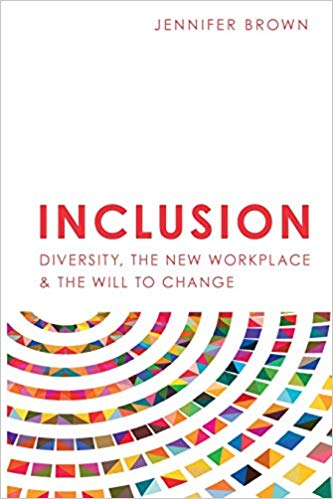 JENNIFER BROWN
INCLUSION
DIVERSITY, THE NEW WORKPLACE
& THE WILL TO CHANGE